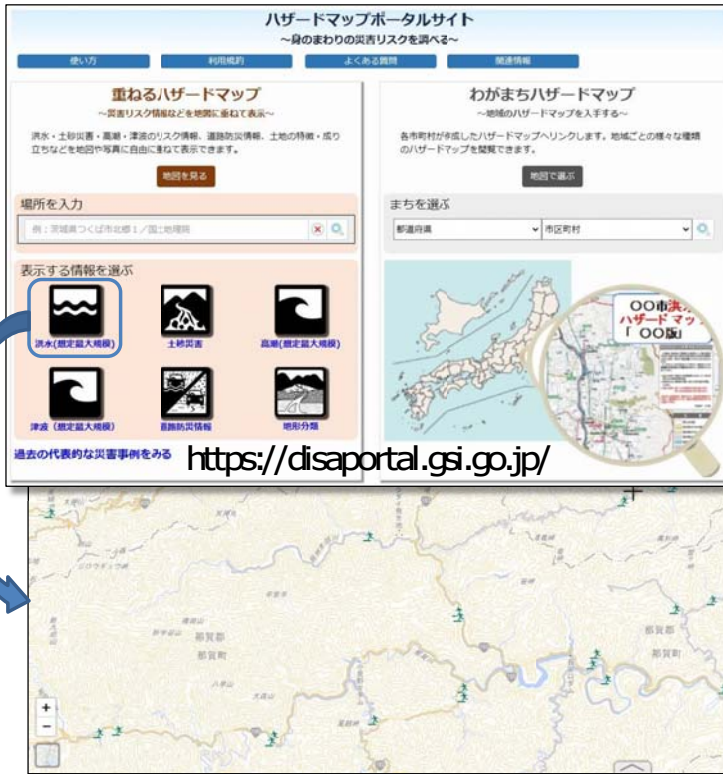 ハザードマップポータルサイト
～身のまわりの災害リスクを調べる～
使い方
利用規約
よくある質問
関連情報
重ねるハザードマップ
～災害リスク情報などを地図に重ねて表示～
洪水・土砂災害・高潮・津波のリスク情報、道路防災情報、土地の特徴・成り
立ちなどを地図や写真に自由に重ねて表示できます。
地図を見る
場所を入力
例：茨城県つくば市北郷１／国土地理院
表示する情報を選ぶ
洪水(想定最大規模)
土砂災害
高潮(想定最大規模)
津波（想定最大規模）
道路防災情報
地形分類
過去の代表的な災害事例をみる
わがまちハザードマップ
～地域のハザードマップを入手する～
各市町村が作成したハザードマップへリンクします。地域ごとの様々な種類
のハザードマップを閲覧できます。
地図で選ぶ
まちを選ぶ
都道府県
市区町村
〇〇市洪水
ハザードマップ
「 〇〇版」
https://disaportal.gsi.go.jp/
那賀郡
那賀町
那賀郡
那賀町
+
−